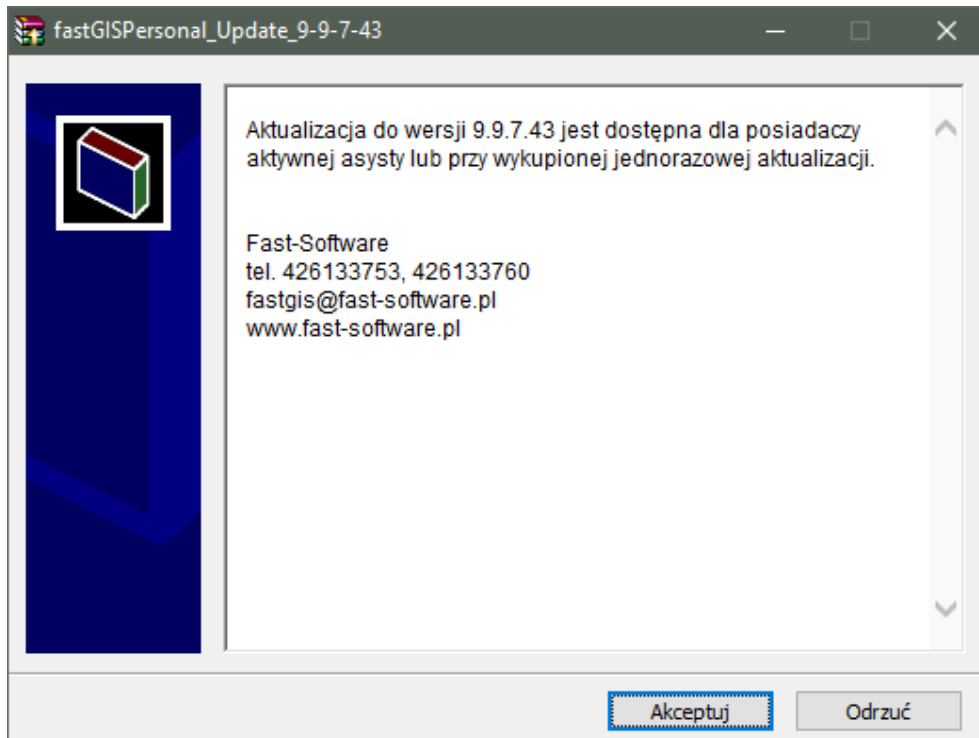 fastGISPersonal_Update_9-9-7-43
Aktualizacja do wersji 9.9.7.43 jest dostępna dla posiadaczy
aktywnej asysty lub przy wykupionej jednorazowej aktualizacji.
Fast-Software
tel. 426133753, 426133760
fastgis@fast-software.pl
www.fast-software.pl
Akceptuj
Odrzuć